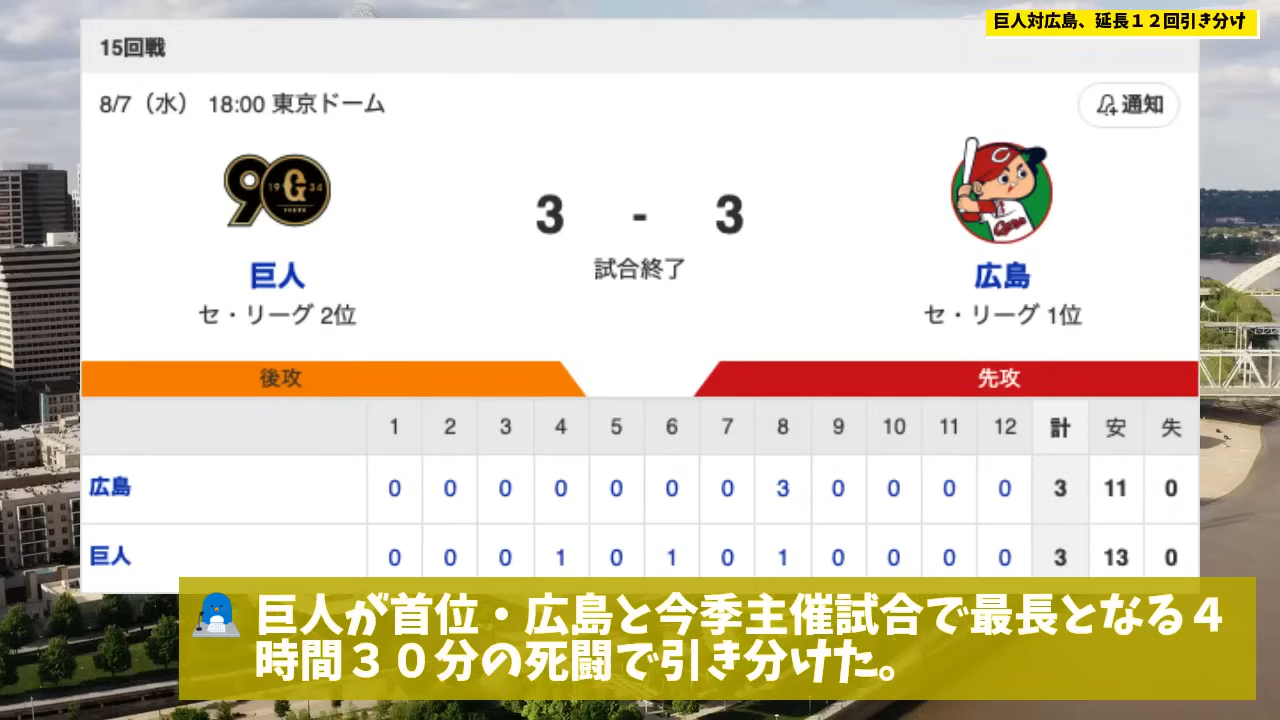 巨人対広島、延長１２回引き分け
15回戦
8/7（水） 18:00 東京ドーム
通知
3 - 3
試合終了
90 19 G 34
巨人
広島
セ・リーグ 2位
セ・リーグ 1位
後攻
先攻
1 2 3 4 5 6 7 8 9 10 11 12 計 安 失
広島 0 0 0 0 0 0 0 3 0 0 0 0 3 11 0
巨人 0 0 0 1 0 1 0 1 0 0 0 0 3 13 0
巨人が首位・広島と今季主催試合で最長となる４
時間３０分の死闘で引き分けた。